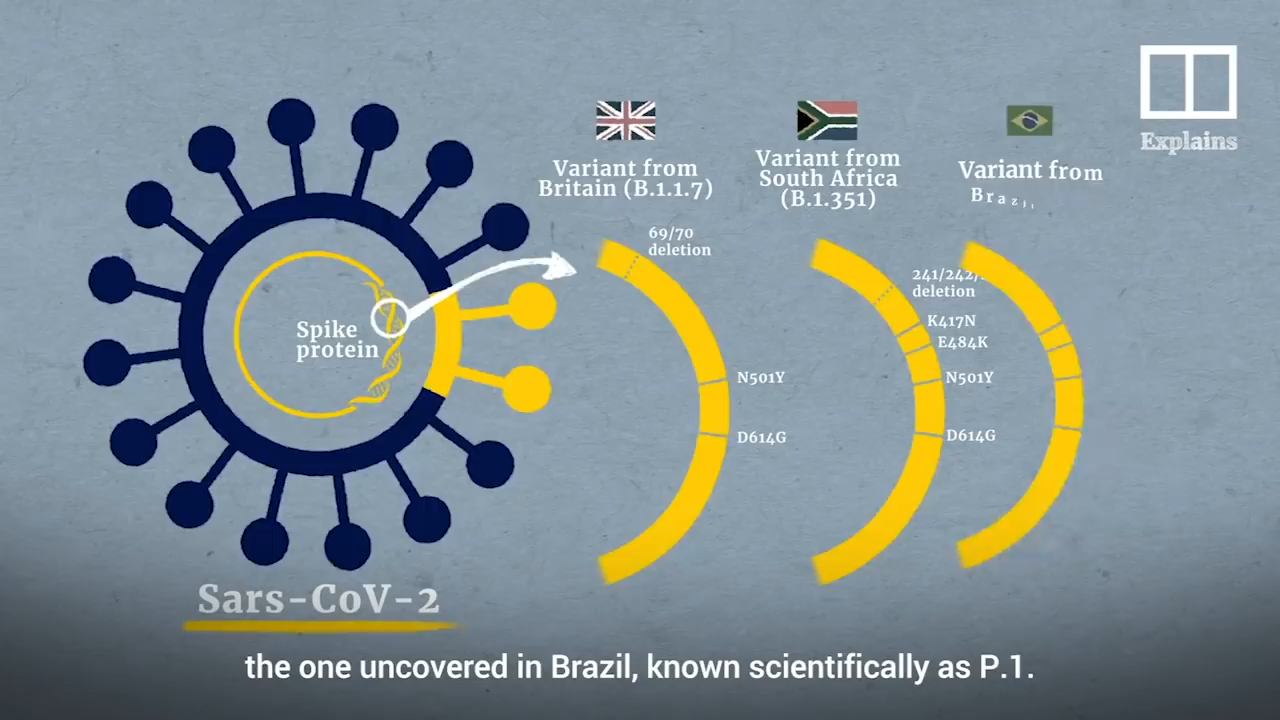 Explains
Variant from
Britain (B.1.1.7)
Variant from
South Africa
(B.1.351)
Variant from
69/70
deletion
241/242/
deletion
K417N
E484K
N501Y
D614G
N501Y
D614G
Spike
protein
Sars-CoV-2
the one uncovered in Brazil, known scientifically as P.1.